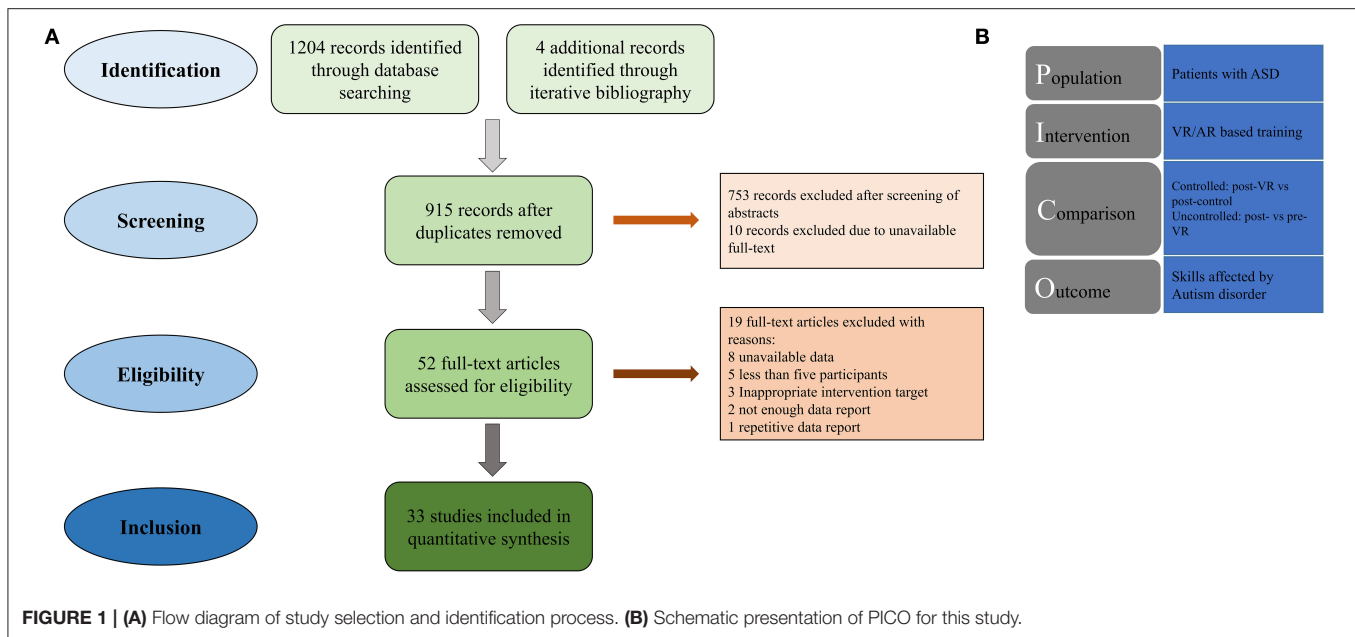 A
Identification
1204 records identified
through database
searching
4 additional records
identified through
iterative bibliography
Screening
915 records after
duplicates removed
753 records excluded after screening of
abstracts
10 records excluded due to unavailable
full-text
Eligibility
52 full-text articles
assessed for eligibility
19 full-text articles excluded with
reasons:
8 unavailable data
5 less than five participants
3 Inappropriate intervention target
2 not enough data report
1 repetitive data report
Inclusion
33 studies included in
quantitative synthesis
B
Population
Patients with ASD
Intervention
VR/AR based training
Comparison
Controlled: post-VR vs
post-control
Uncontrolled: post- vs pre-
VR
Outcome
Skills affected by
Autism disorder
FIGURE 1 | (A) Flow diagram of study selection and identification process. (B) Schematic presentation of PICO for this study.